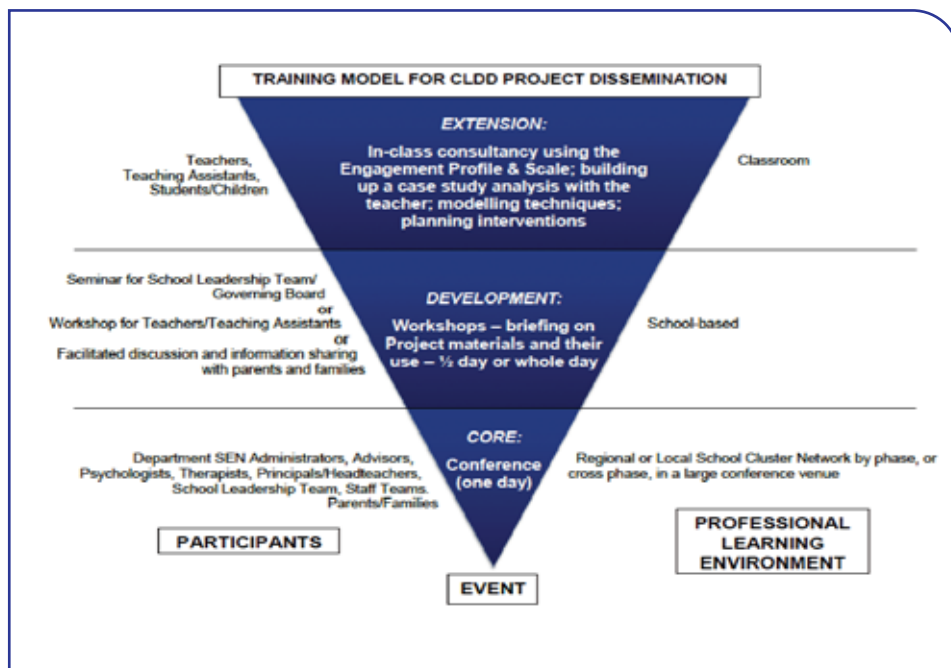 TRAINING MODEL FOR CLDD PROJECT DISSEMINATION
EXTENSION:
In-class consultancy using the
Engagement Profile & Scale; building
up a case study analysis with the
teacher; modelling techniques;
planning interventions
Teachers,
Teaching Assistants,
Students/Children
Classroom
Seminar for School Leadership Team/
Governing Board
or
Workshop for Teachers/Teaching Assistants
or
Facilitated discussion and information sharing
with parents and families
DEVELOPMENT:
Workshops – briefing on
Project materials and their
use – ½ day or whole day
School-based
CORE:
Conference
(one day)
Department SEN Administrators, Advisors,
Psychologists, Therapists, Principals/Headteachers,
School Leadership Team, Staff Teams.
Parents/Families
Regional or Local School Cluster Network by phase, or
cross phase, in a large conference venue
PARTICIPANTS
PROFESSIONAL
LEARNING
ENVIRONMENT
EVENT